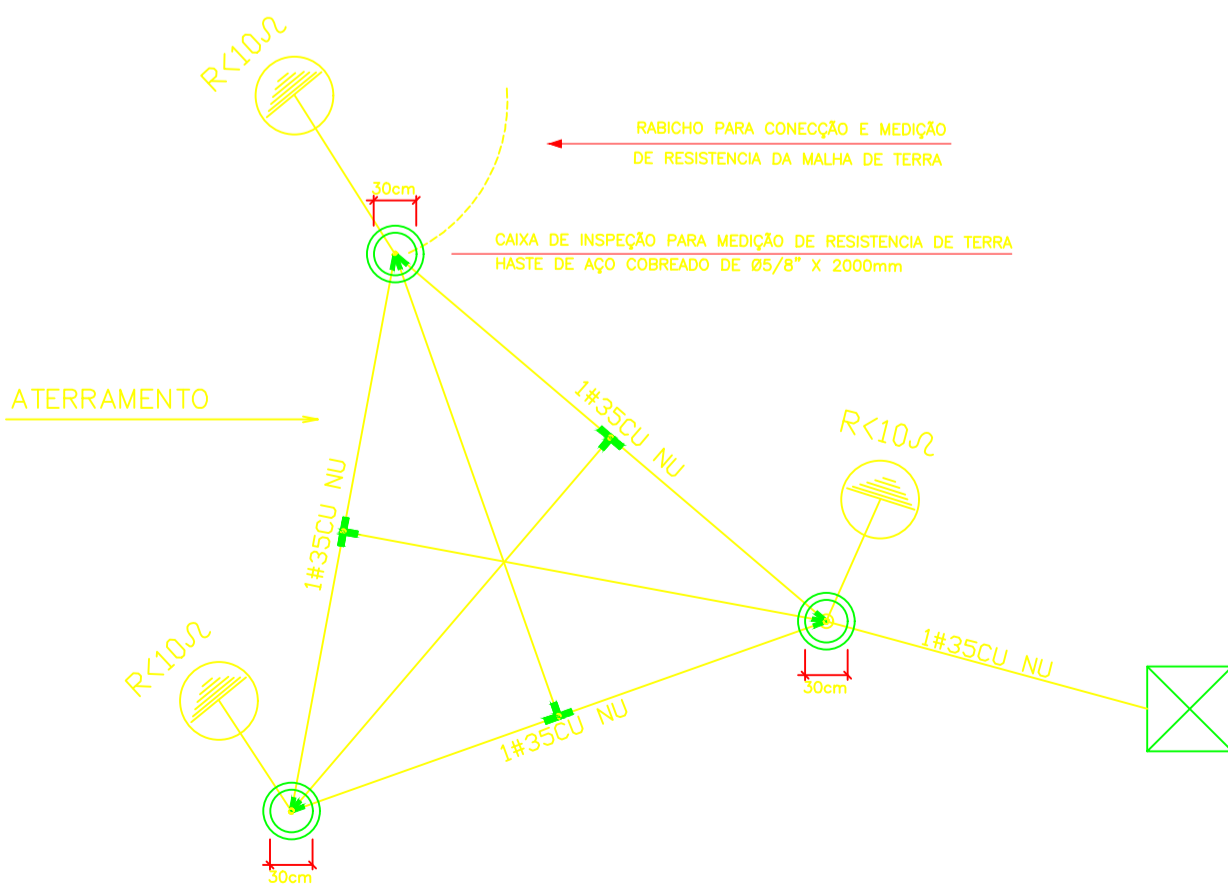 R<10Ω
RABICHO PARA CONECÇÃO E MEDIÇÃO
DE RESISTENCIA DA MALHA DE TERRA
30cm
CAIXA DE INSPEÇÃO PARA MEDIÇÃO DE RESISTENCIA DE TERRA
HASTE DE AÇO COBREADO DE Ø5/8" X 2000mm
ATERRAMENTO
1#35CU NU
R<10Ω
1#35CU NU
R<10Ω
1#35CU NU
30cm
1#35CU NU
30cm